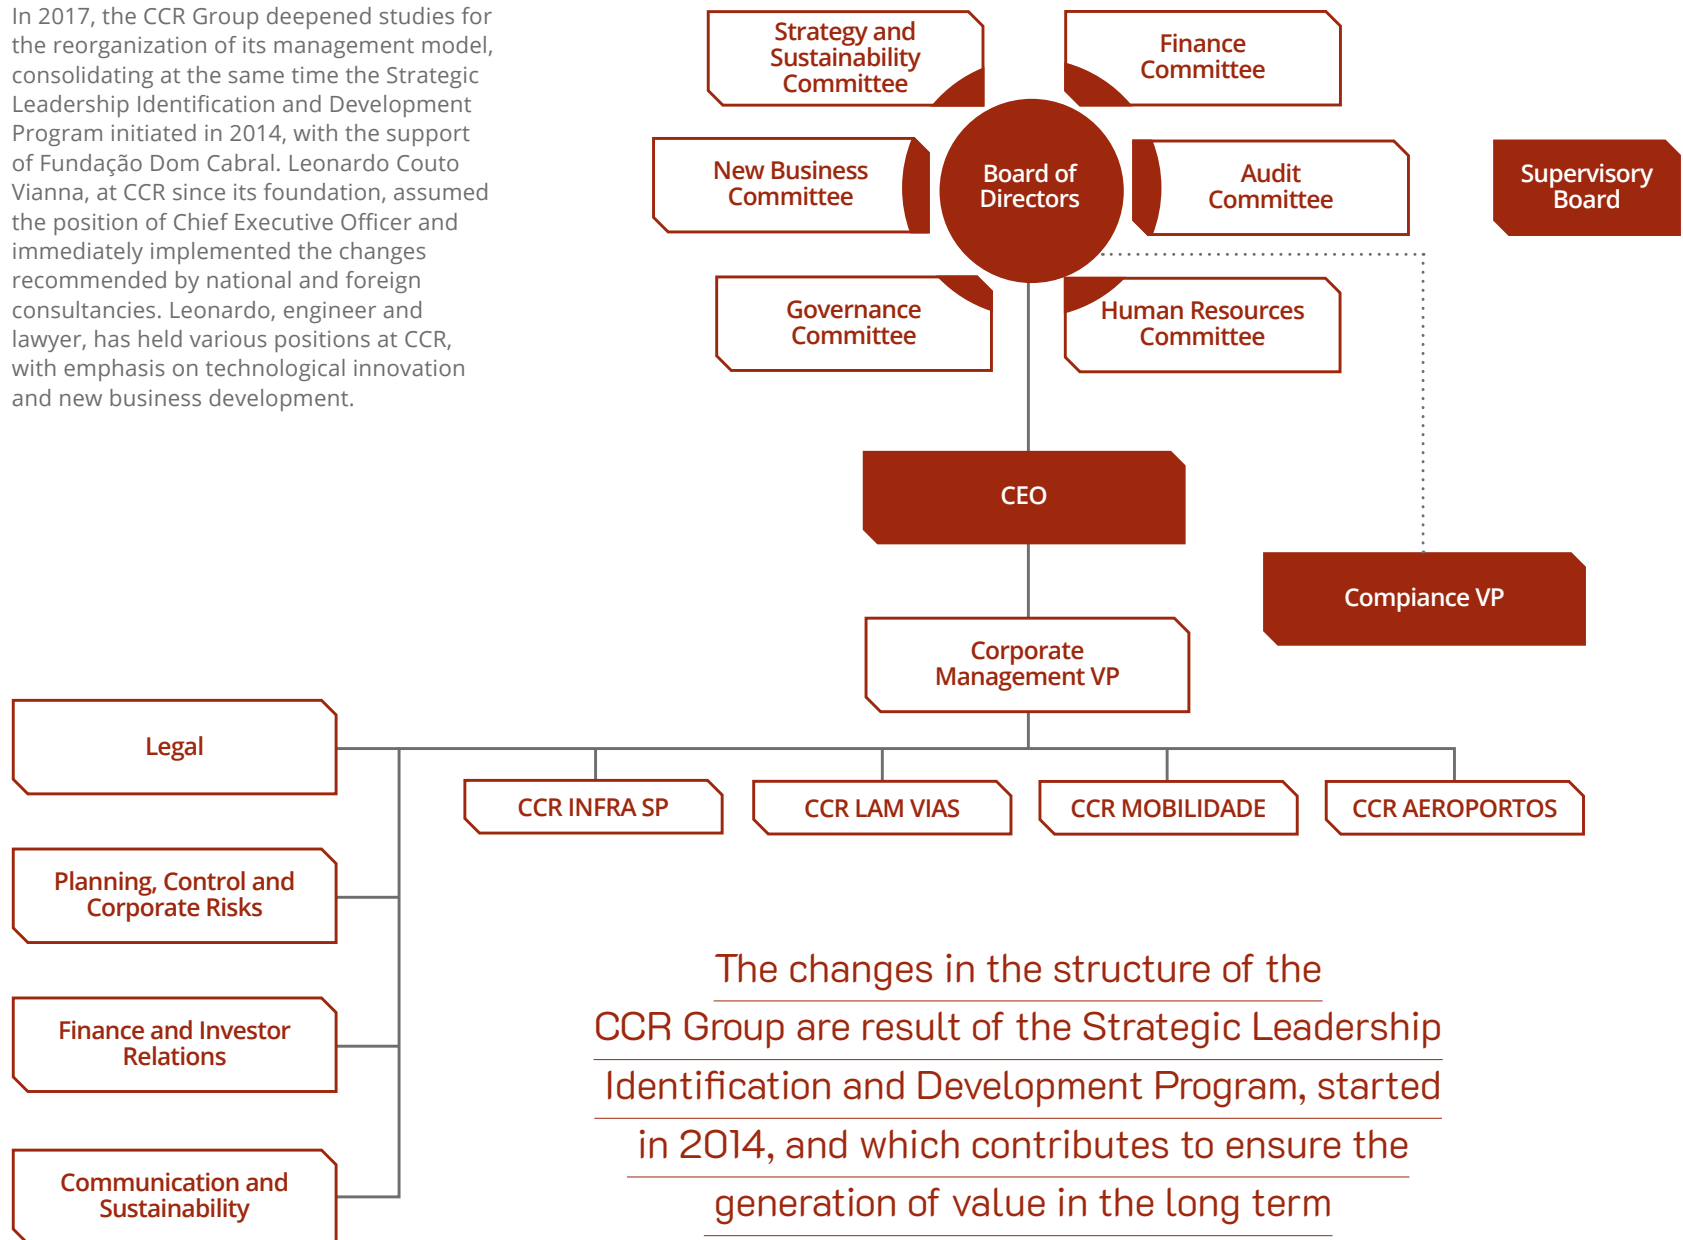 In 2017, the CCR Group deepened studies for
the reorganization of its management model,
consolidating at the same time the Strategic
Leadership Identification and Development
Program initiated in 2014, with the support
of Fundação Dom Cabral. Leonardo Couto
Vianna, at CCR since its foundation, assumed
the position of Chief Executive Officer and
immediately implemented the changes
recommended by national and foreign
consultancies. Leonardo, engineer and
lawyer, has held various positions at CCR,
with emphasis on technological innovation
and new business development.
Strategy and
Sustainability
Committee
Finance
Committee
New Business
Committee
Board of
Directors
Audit
Committee
Supervisory
Board
Governance
Committee
Human Resources
Committee
CEO
Compiance VP
Corporate
Management VP
Legal
CCR INFRA SP
CCR LAM VIAS
CCR MOBILIDADE
CCR AEROPORTOS
Planning, Control and
Corporate Risks
Finance and Investor
Relations
Communication and
Sustainability
The changes in the structure of the
CCR Group are result of the Strategic Leadership
Identification and Development Program, started
in 2014, and which contributes to ensure the
generation of value in the long term